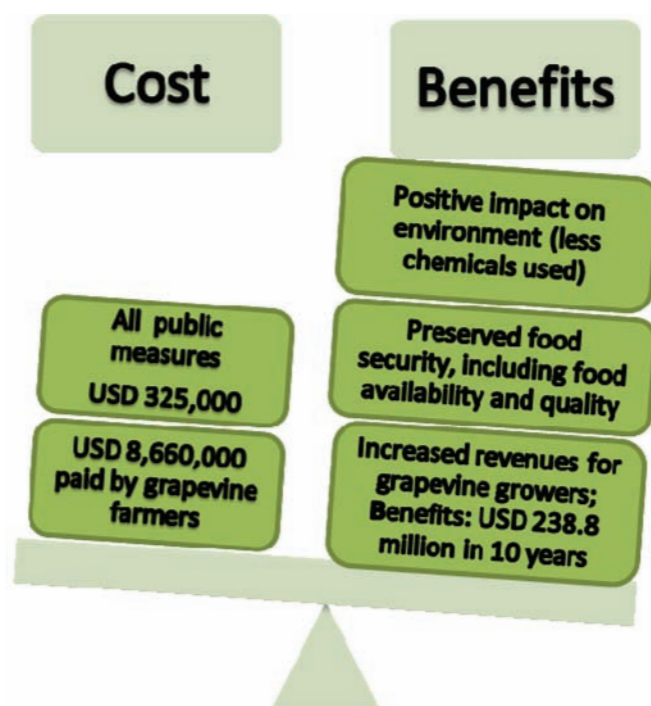 Cost
All public
measures
USD 325,000
USD 8,660,000
paid by grapevine
farmers
Benefits
Positive impact on
environment (less
chemicals used)
Preserved food
security, including food
availability and quality
Increased revenues for
grapevine growers;
Benefits: USD 238.8
million in 10 years